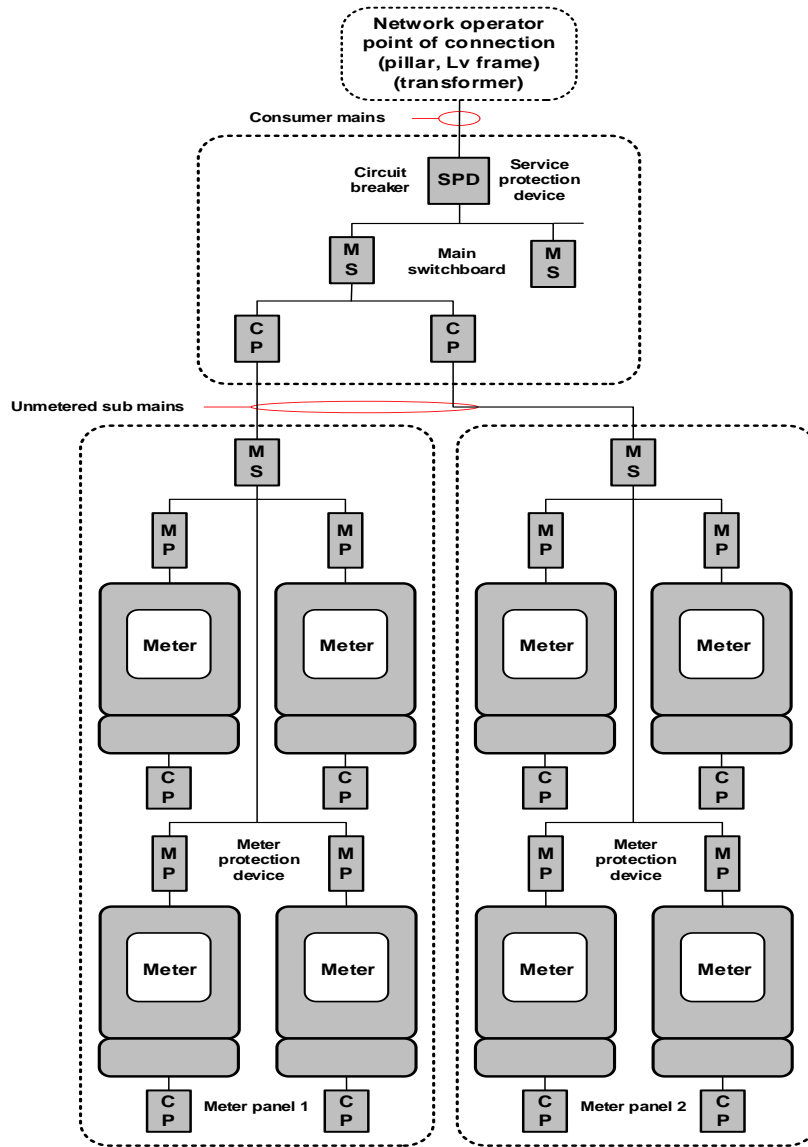 Network operator
point of connection
(pillar, Lv frame)
(transformer)
Consumer mains
Circuit
breaker
SPD
Service
protection
device
M
S
Main
switchboard
M
S
C
P
C
P
Unmetered sub mains
M
S
M
S
M
P
M
P
M
P
M
P
Meter
Meter
Meter
Meter
C
P
C
P
C
P
C
P
M
P
Meter
protection
device
M
P
M
P
Meter
protection
device
M
P
Meter
Meter
Meter
Meter
C
P
Meter panel 1
C
P
C
P
Meter panel 2
C
P